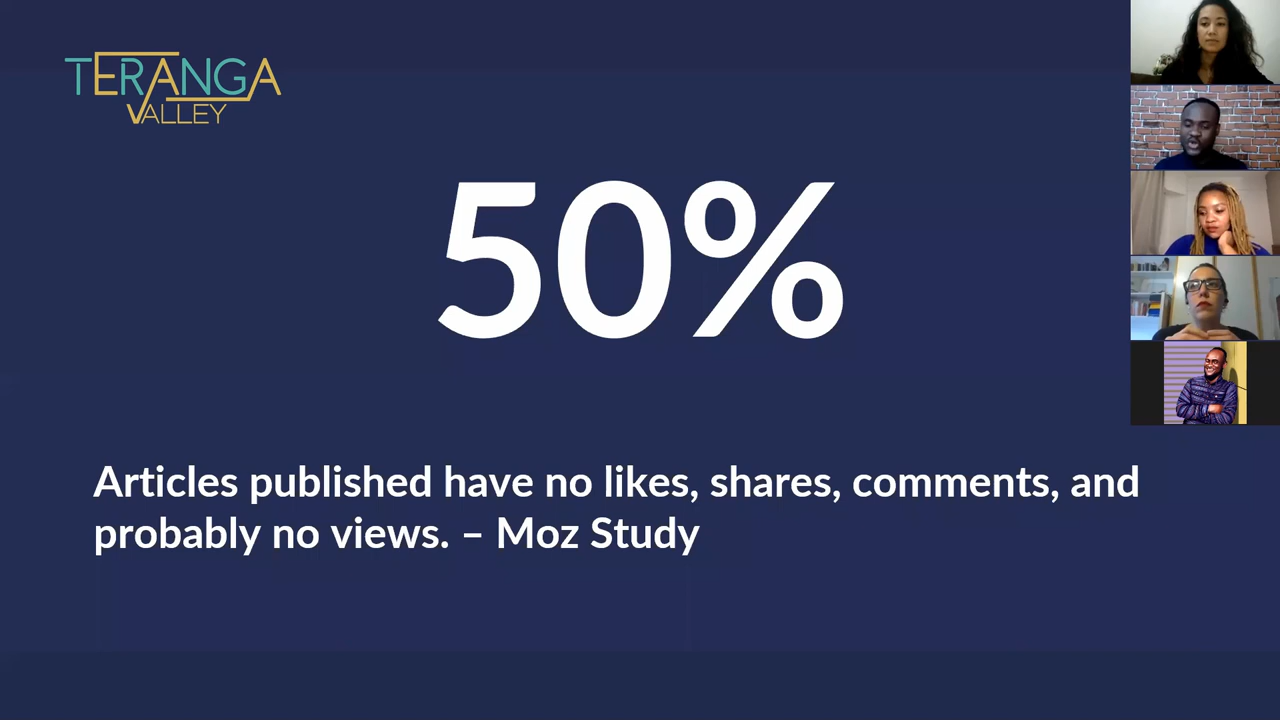 TERANGA
VALLEY
50%
Articles published have no likes, shares, comments, and
probably no views. – Moz Study